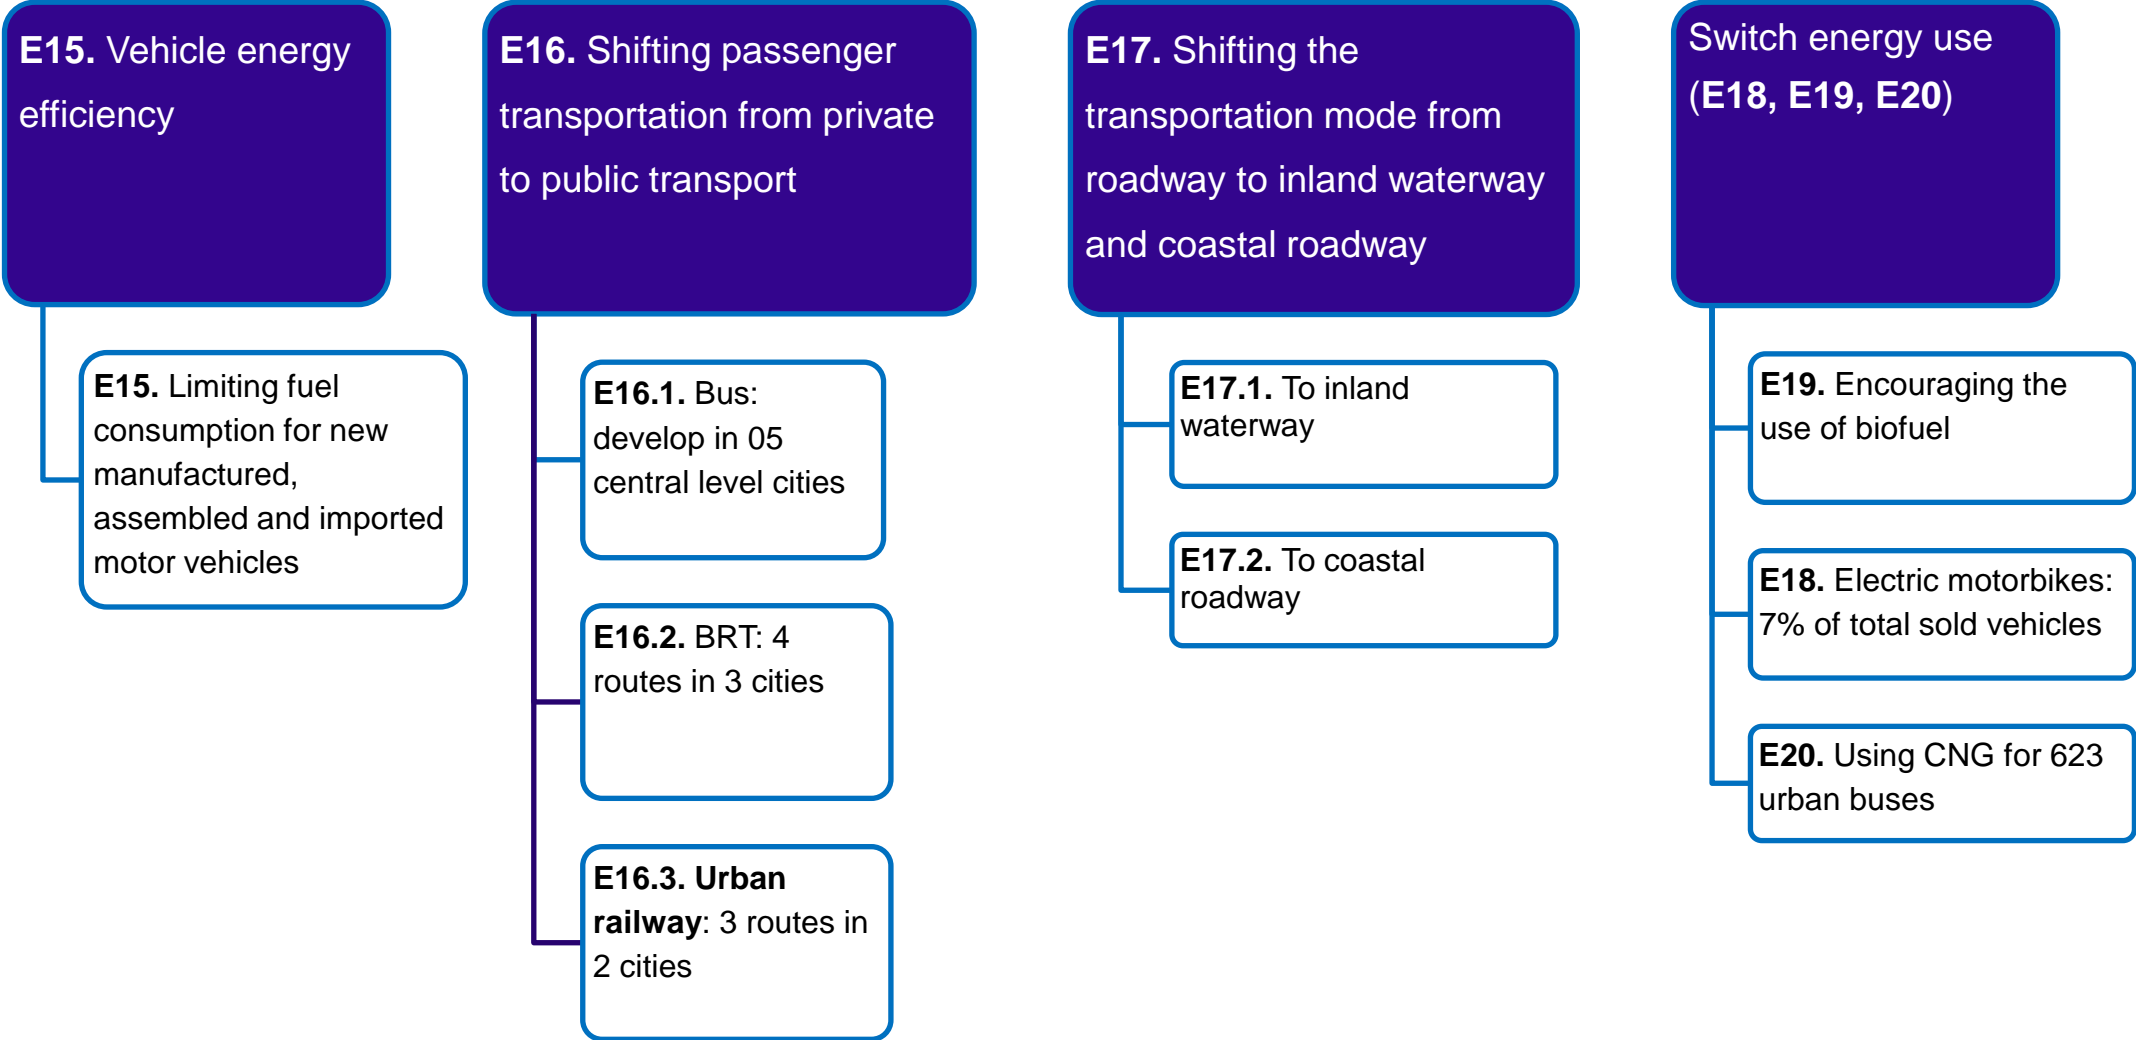 E15. Vehicle energy
efficiency
E15. Limiting fuel
consumption for new
manufactured,
assembled and imported
motor vehicles
E16. Shifting passenger
transportation from private
to public transport
E16.1. Bus:
develop in 05
central level cities
E16.2. BRT: 4
routes in 3 cities
E16.3. Urban
railway: 3 routes in
2 cities
E17. Shifting the
transportation mode from
roadway to inland waterway
and coastal roadway
E17.1. To inland
waterway
E17.2. To coastal
roadway
Switch energy use
(E18, E19, E20)
E19. Encouraging the
use of biofuel
E18. Electric motorbikes:
7% of total sold vehicles
E20. Using CNG for 623
urban buses